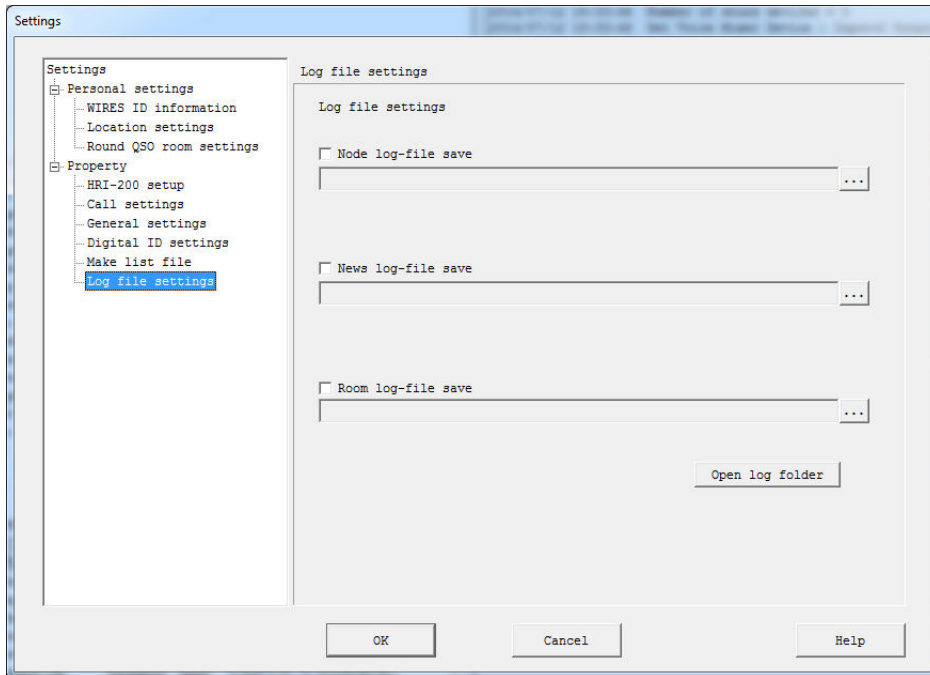 Settings
Settings
Personal settings
WIRES ID information
Location settings
Round QSO room settings
Property
HRI-200 setup
Call settings
General settings
Digital ID settings
Make list file
Log file settings
Log file settings
Log file settings
Node log-file save
...
News log-file save
...
Room log-file save
...
Open log folder
OK
Cancel
Help